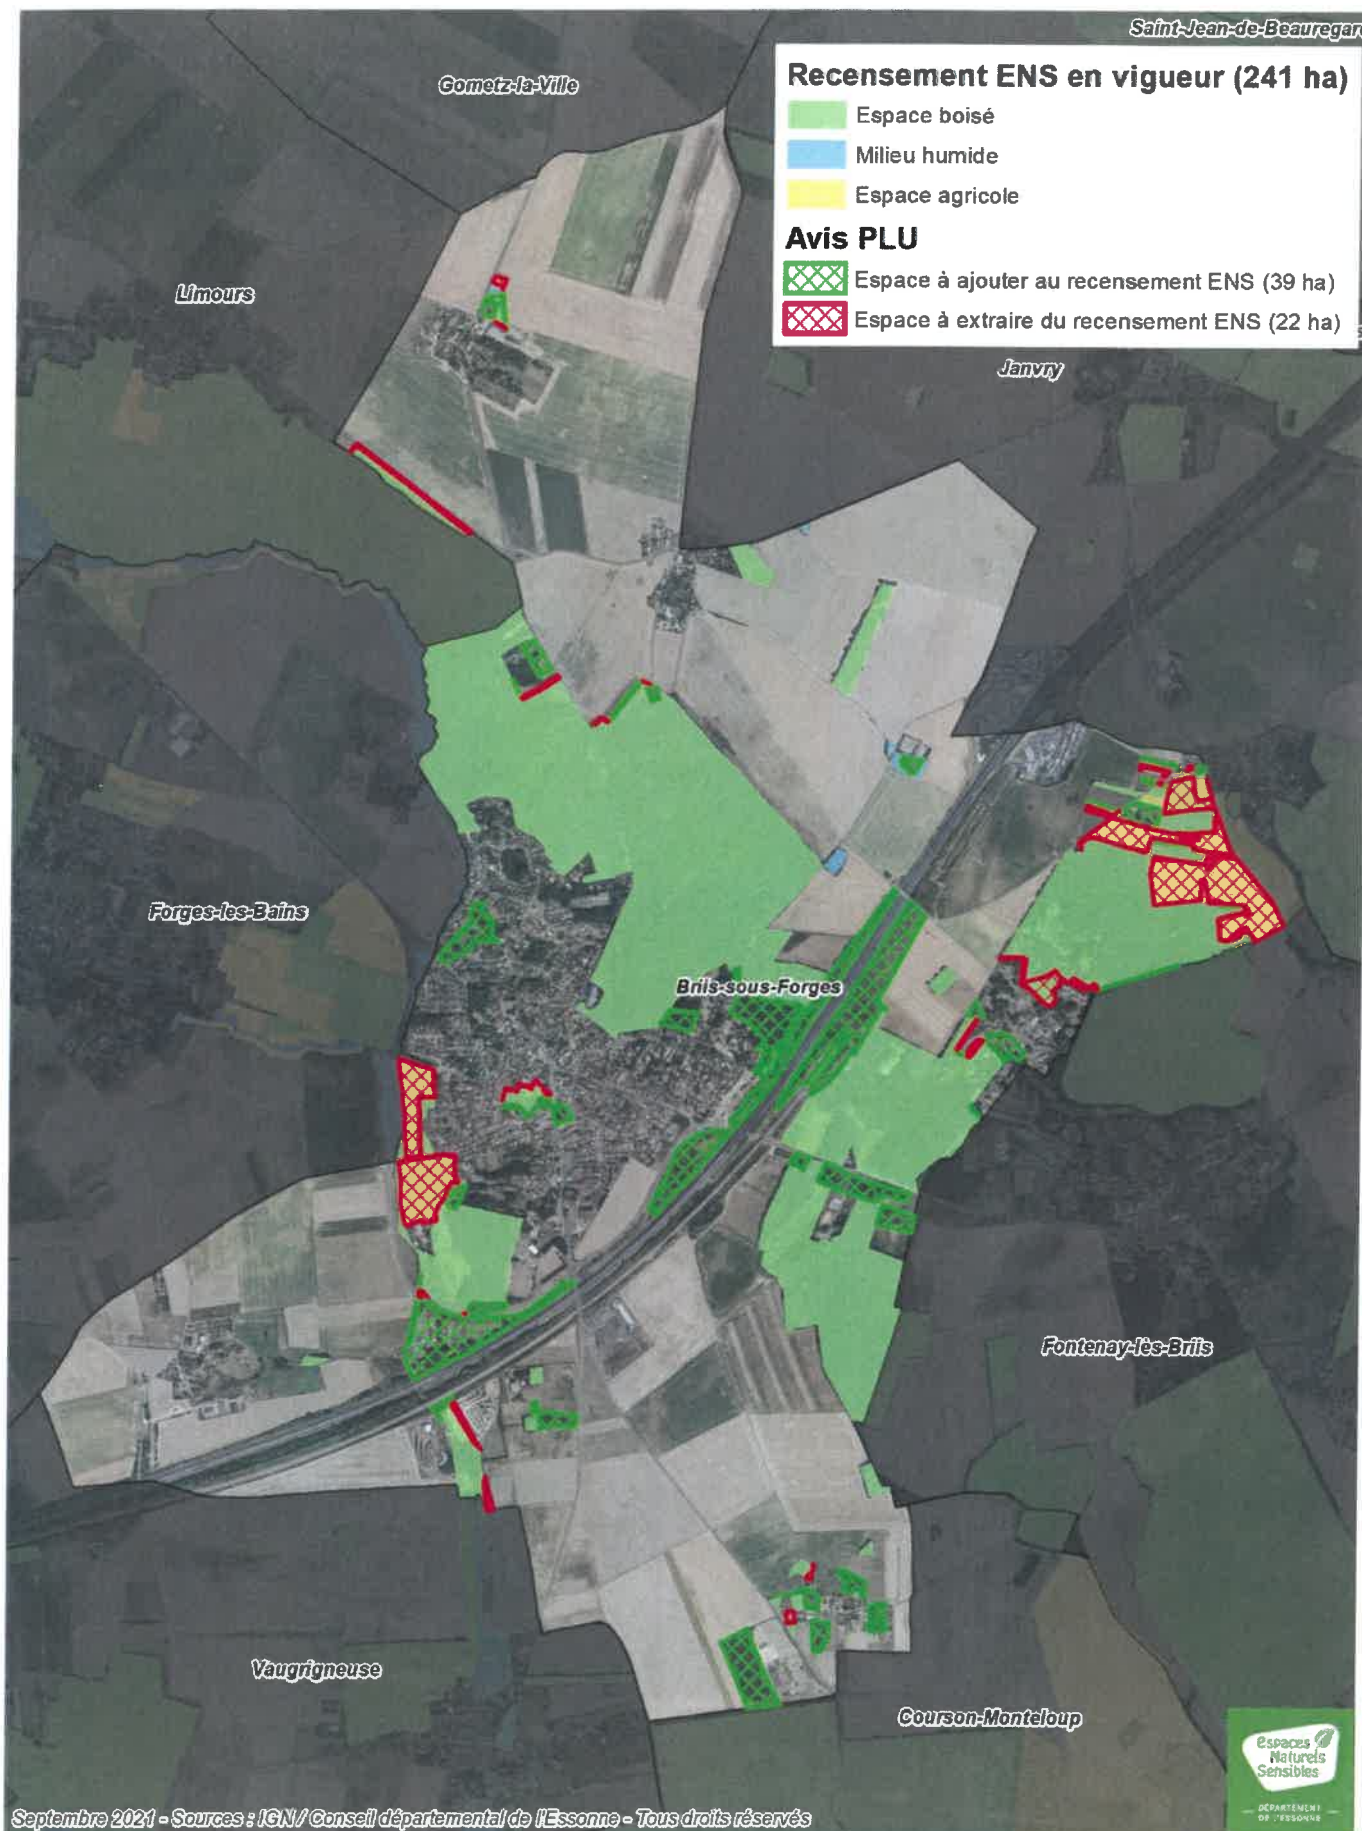 Saint-Jean-de-Beauregard
Gometz-la-Ville
Recensement ENS en vigueur (241 ha)
Espace boisé
Milieu humide
Espace agricole
Avis PLU
Espace à ajouter au recensement ENS (39 ha)
Espace à extraire du recensement ENS (22 ha)
Limours
Janvry
Forges-les-Bains
Briis-sous-Forges
Fontenay-lès-Briis
Vaugrigneuse
Courson-Monteloup
Espaces
Naturels
Sensibles
DÉPARTEMENT
DE L'ESSONNE
Septembre 2021 - Sources : IGN / Conseil départemental de l'Essonne - Tous droits réservés